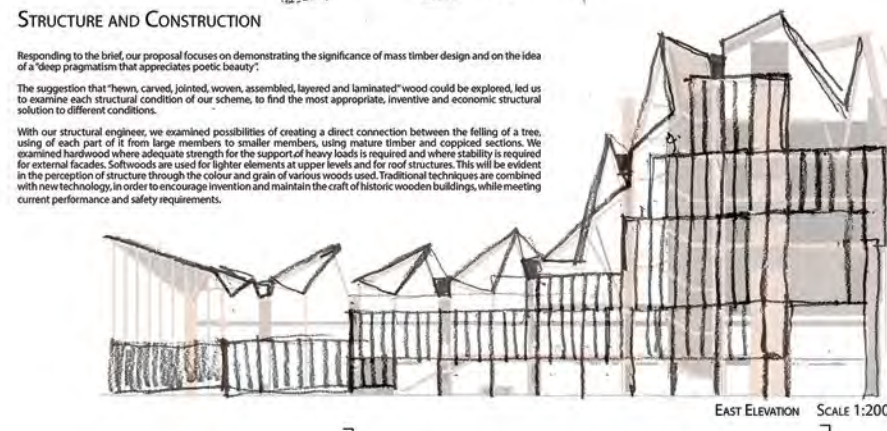 STRUCTURE AND CONSTRUCTION
Responding to the brief, our proposal focuses on demonstrating the significance of mass timber design and on the idea
of a "deep pragmatism that appreciates poetic beauty".
The suggestion that "hewn, carved, jointed, woven, assembled, layered and laminated" wood could be explored, led us
to examine each structural condition of our scheme, to find the most appropriate, inventive and economic structural
solution to different conditions.
With our structural engineer, we examined possibilities of creating a direct connection between the felling of a tree,
using of each part of it from large members to smaller members, using mature timber and coppiced sections. We
examined hardwood where adequate strength for the support of heavy loads is required and where stability is required
for external facades. Softwoods are used for lighter elements at upper levels and for roof structures. This will be evident
in the perception of structure through the colour and grain of various woods used. Traditional techniques are combined
with new technology, in order to encourage invention and maintain the craft of historic wooden buildings, while meeting
current performance and safety requirements.
EAST ELEVATION SCALE 1:200